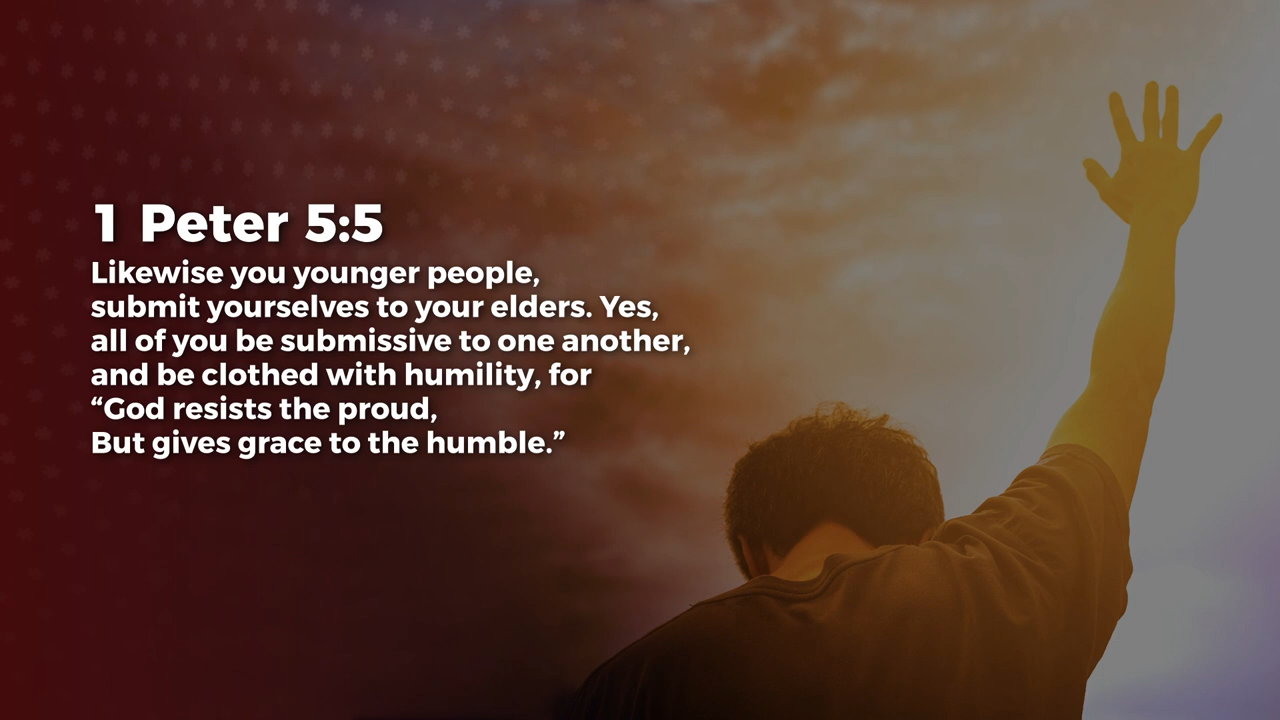 1 Peter 5:5
Likewise you younger people,
submit yourselves to your elders. Yes,
all of you be submissive to one another,
and be clothed with humility, for
“God resists the proud,
But gives grace to the humble.”